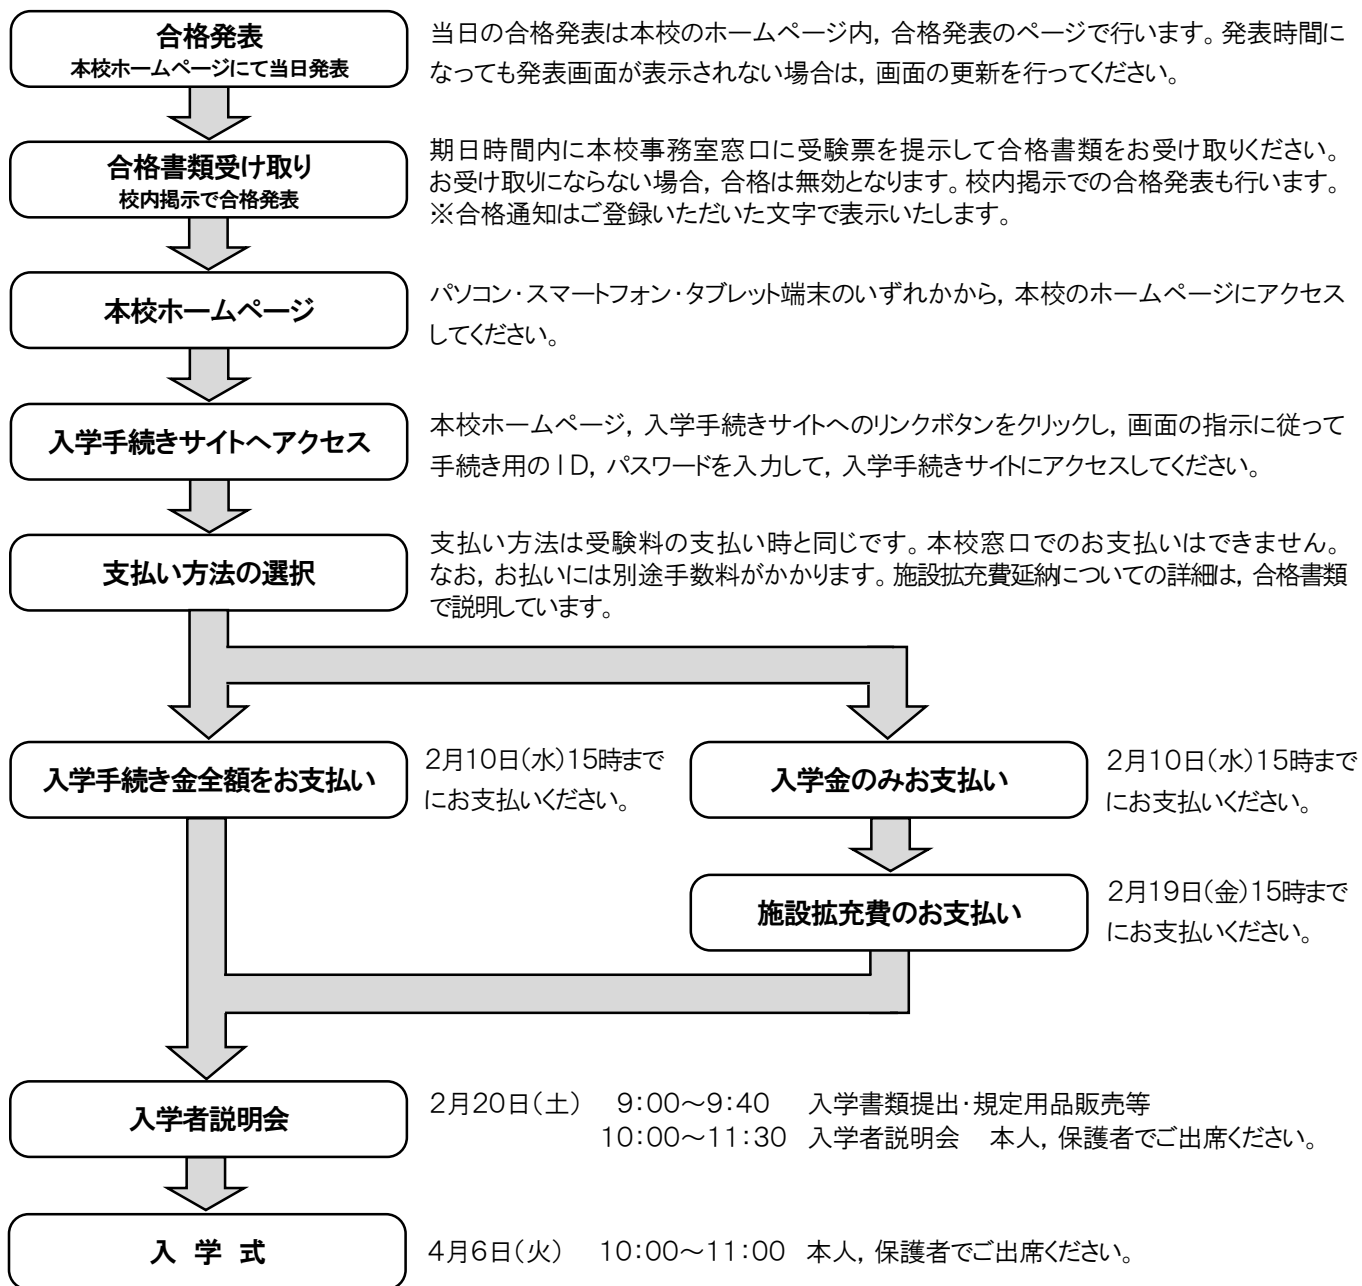 合格発表
本校ホームページにて当日発表
当日の合格発表は本校のホームページ内，合格発表のページで行います。発表時間に
なっても発表画面が表示されない場合は，画面の更新を行ってください。
合格書類受け取り
校内掲示で合格発表
期日時間内に本校事務室窓口に受験票を提示して合格書類をお受け取りください。
お受け取りにならない場合，合格は無効となります。校内掲示での合格発表も行います。
※合格通知はご登録いただいた文字で表示いたします。
本校ホームページ
パソコン・スマートフォン・タブレット端末のいずれかから，本校のホームページにアクセス
してください。
入学手続きサイトへアクセス
本校ホームページ，入学手続きサイトへのリンクボタンをクリックし，画面の指示に従って
手続き用のＩＤ，パスワードを入力して，入学手続きサイトにアクセスしてください。
支払い方法の選択
支払い方法は受験料の支払い時と同じです。本校窓口でのお支払いはできません。
なお，お払いには別途手数料がかかります。施設拡充費延納についての詳細は，合格書類
で説明しています。
入学手続き金全額をお支払い
2月10日（水）15時まで
にお支払いください。
入学金のみお支払い
2月10日（水）15時まで
にお支払いください。
施設拡充費のお支払い
2月19日（金）15時まで
にお支払いください。
入学者説明会
2月20日（土）　9：00～9：40　入学書類提出・規定用品販売等
10：00～11：30　入学者説明会　本人，保護者でご出席ください。
入　学　式
4月6日（火）　10：00～11：00　本人，保護者でご出席ください。